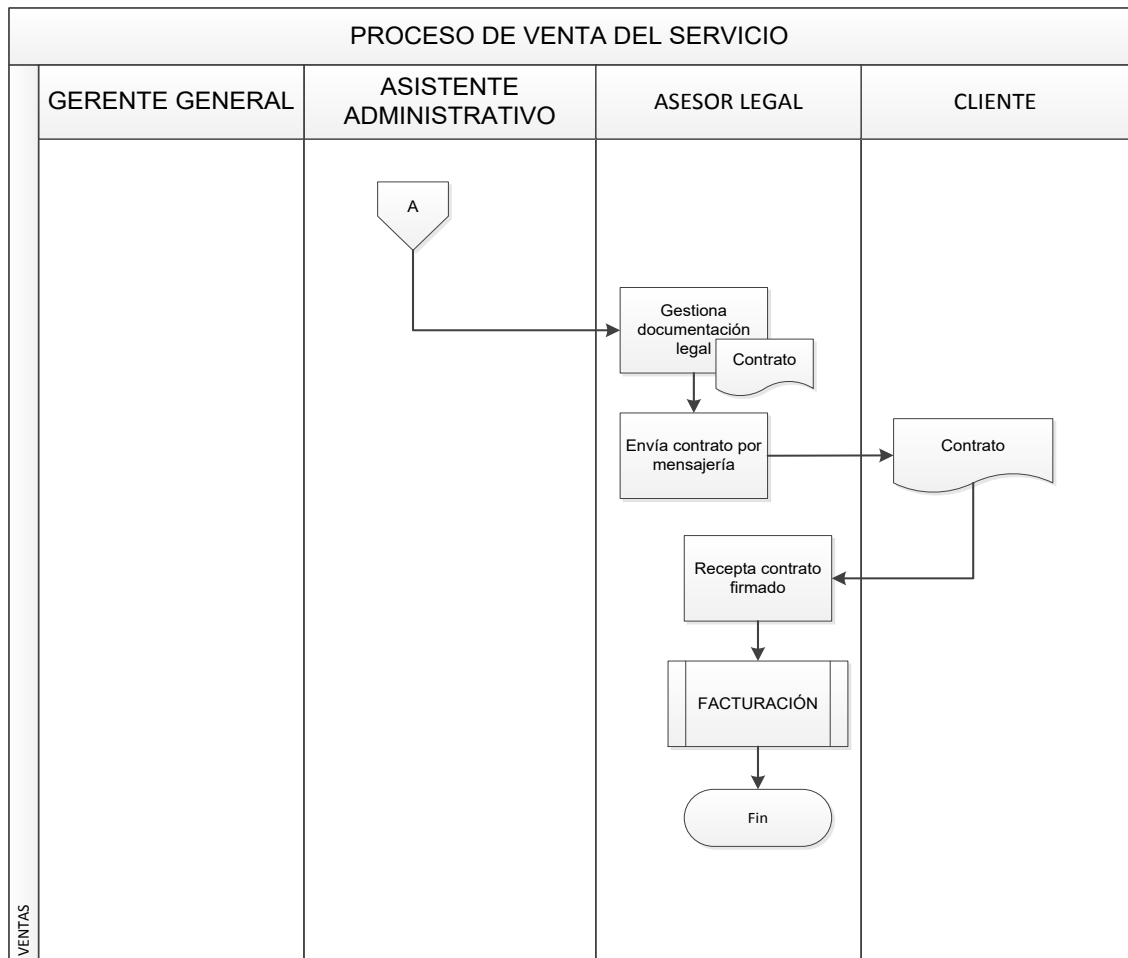 PROCESO DE VENTA DEL SERVICIO
GERENTE GENERAL
ASISTENTE
ADMINISTRATIVO
ASESOR LEGAL
CLIENTE
A
Gestiona
documentación
legal
Contrato
Envía contrato por
mensajería
Contrato
Recepta contrato
firmado
FACTURACIÓN
Fin
VENTAS